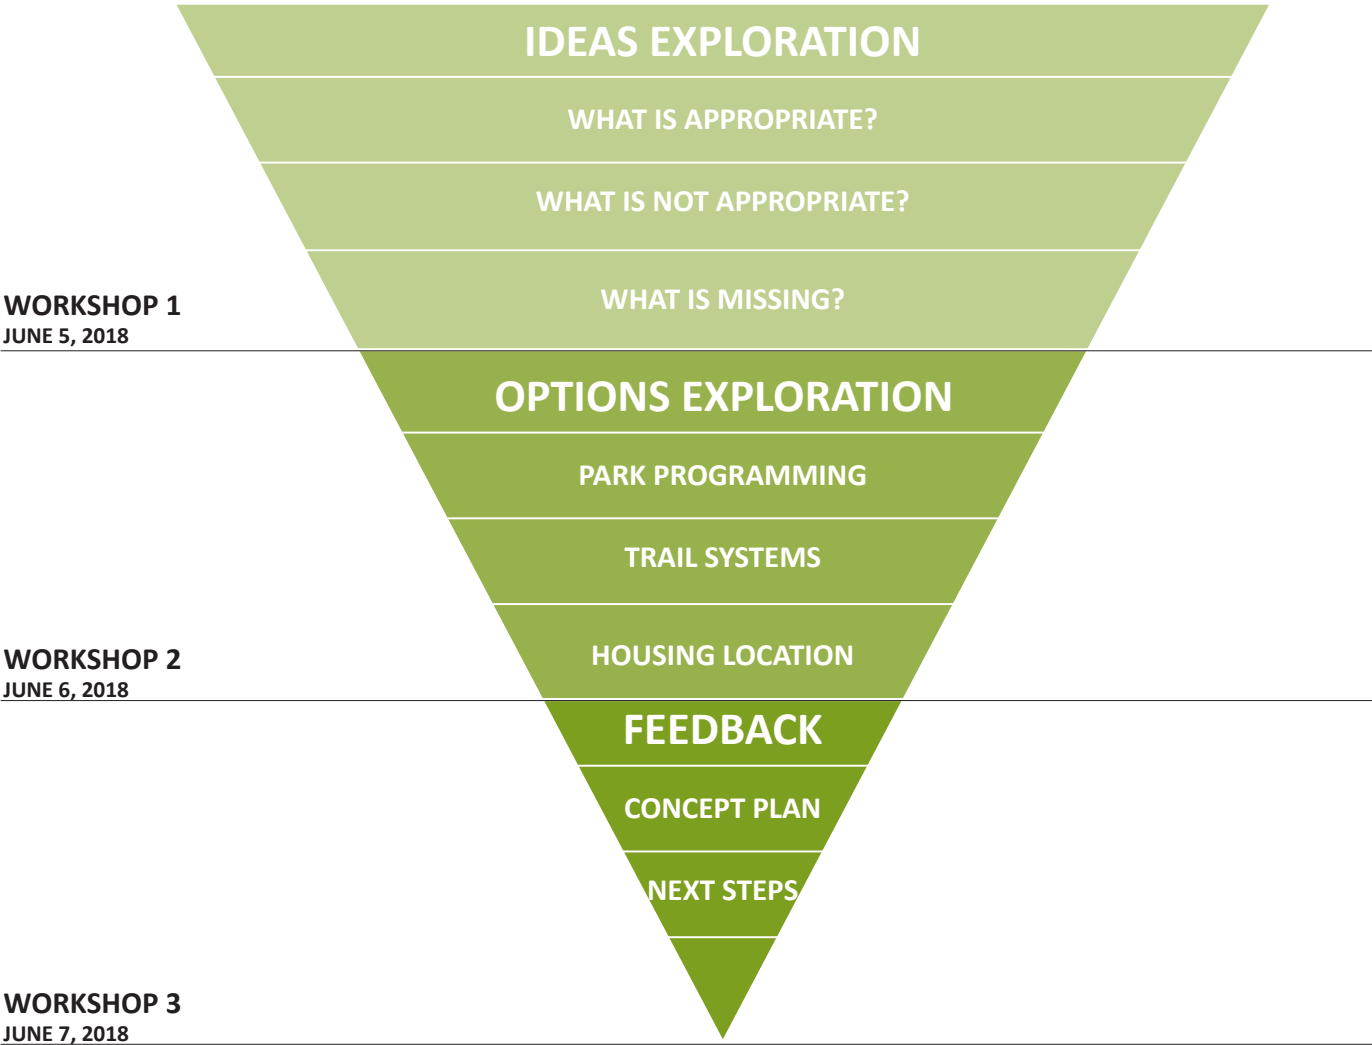 IDEAS EXPLORATION
WHAT IS APPROPRIATE?
WHAT IS NOT APPROPRIATE?
WHAT IS MISSING?
WORKSHOP 1
JUNE 5, 2018
OPTIONS EXPLORATION
PARK PROGRAMMING
TRAIL SYSTEMS
HOUSING LOCATION
WORKSHOP 2
JUNE 6, 2018
FEEDBACK
CONCEPT PLAN
NEXT STEPS
WORKSHOP 3
JUNE 7, 2018